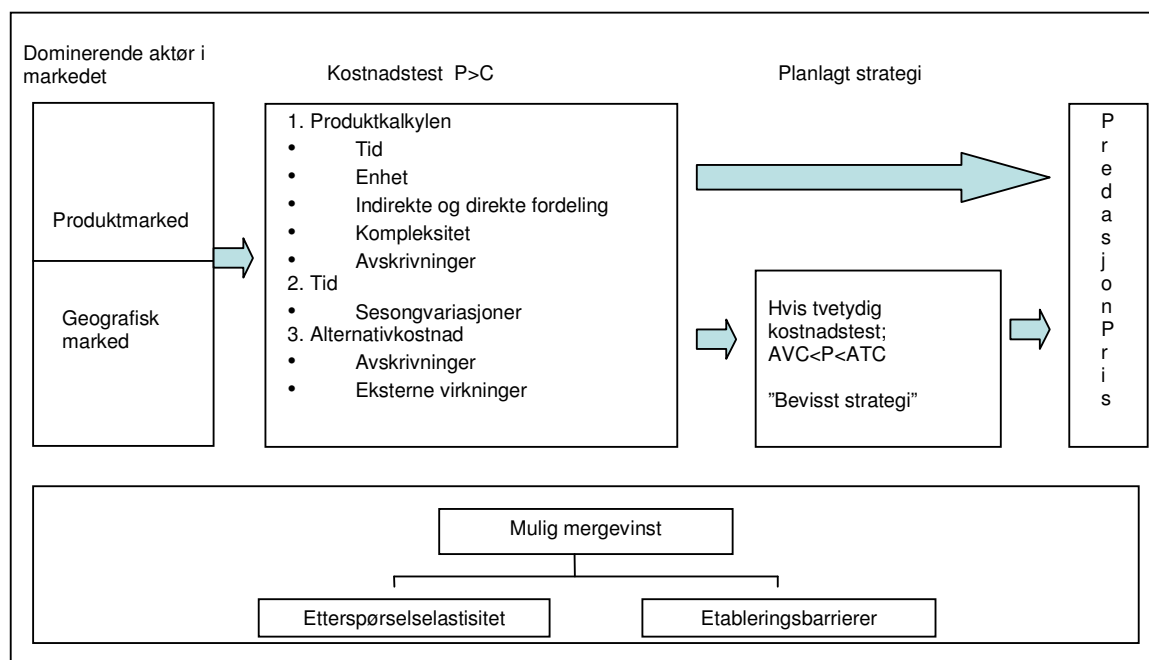 Dominerende aktør i
markedet
Kostnadstest P>C
Planlagt strategi
Produktmarked
Geografisk
marked
1. Produktkalkylen
• Tid
• Enhet
• Indirekte og direkte fordeling
• Kompleksitet
• Avskrivninger
2. Tid
• Sesongvariasjoner
3. Alternativkostnad
• Avskrivninger
• Eksterne virkninger
Hvis tvetydig
kostnadstest;
AVC<P<ATC
”Bevisst strategi”
P
r
e
d
a
s
j
o
n
P
r
i
s
Mulig mergevinst
Etterspørselselastisitet
Etableringsbarrierer